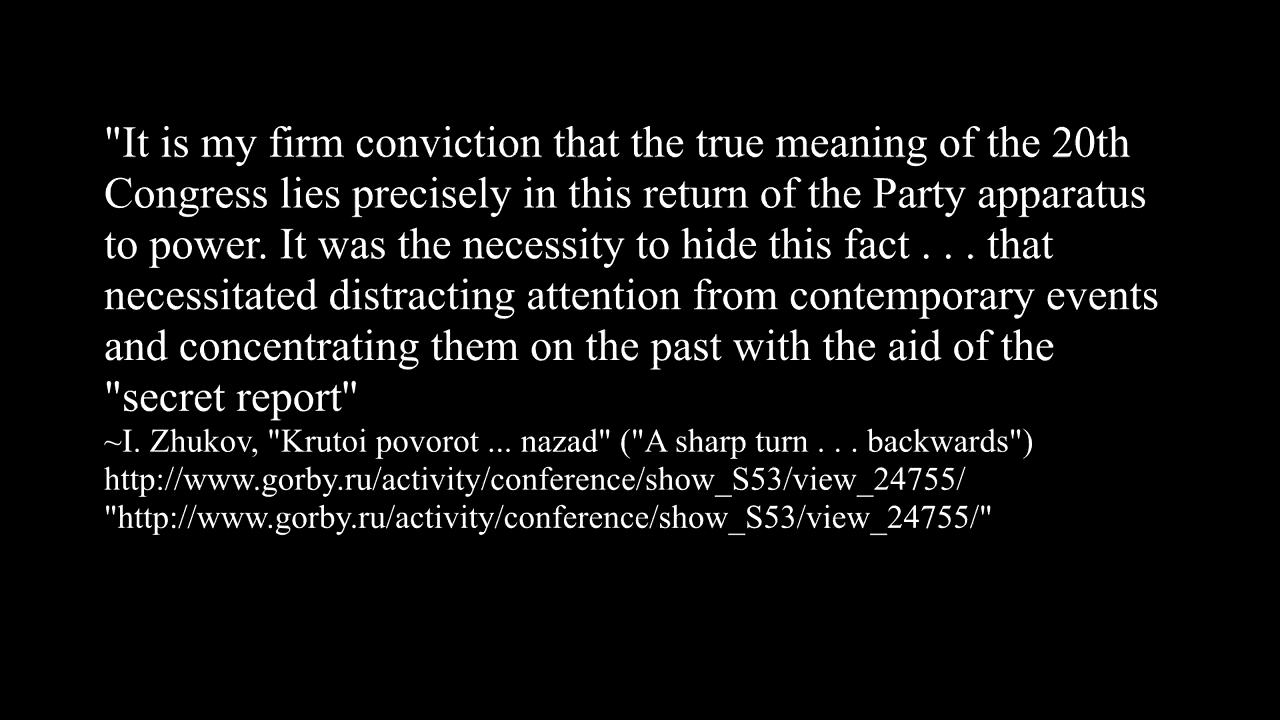 "It is my firm conviction that the true meaning of the 20th
Congress lies precisely in this return of the Party apparatus
to power. It was the necessity to hide this fact . . . that
necessitated distracting attention from contemporary events
and concentrating them on the past with the aid of the
"secret report"
~I. Zhukov, "Krutoi povorot ... nazad" ("A sharp turn . . . backwards")
http://www.gorby.ru/activity/conference/show_S53/view_24755/
"http://www.gorby.ru/activity/conference/show_S53/view_24755/"